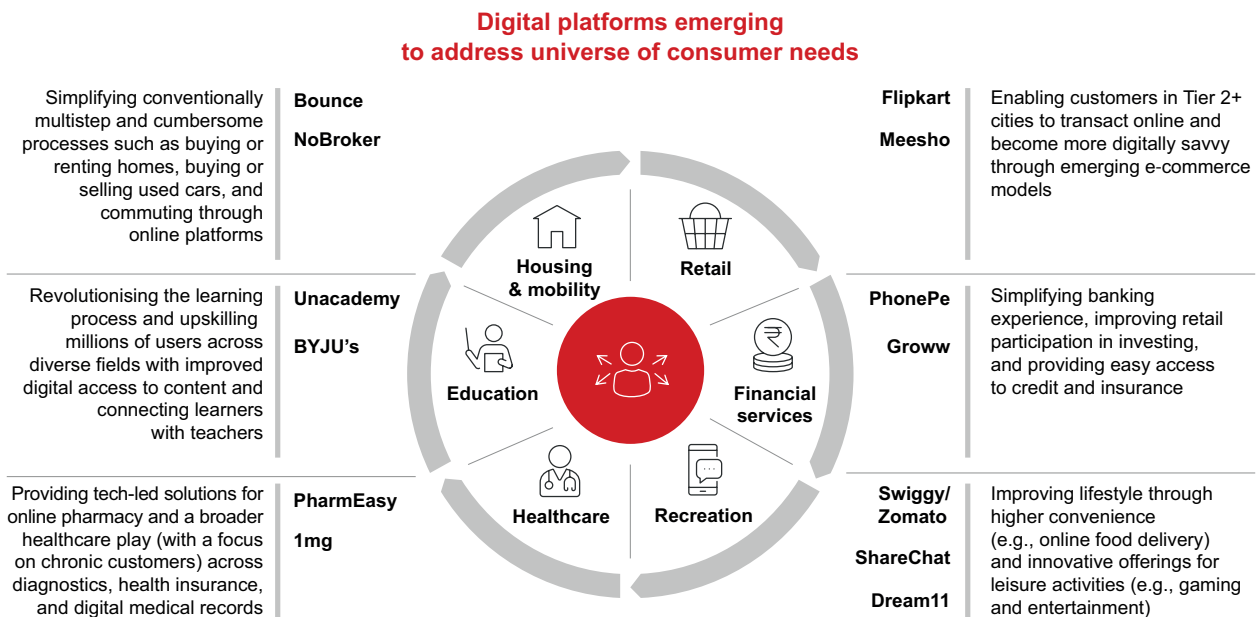 Digital platforms emerging
to address universe of consumer needs
Simplifying conventionally
multistep and cumbersome
processes such as buying or
renting homes, buying or
selling used cars, and
commuting through
online platforms
Bounce
NoBroker
Housing
& mobility
Retail
Flipkart
Meesho
Enabling customers in Tier 2+
cities to transact online and
become more digitally savvy
through emerging e-commerce
models
Revolutionising the learning
process and upskilling
millions of users across
diverse fields with improved
digital access to content and
connecting learners
with teachers
Unacademy
BYJU's
Education
₹
Financial
services
PhonePe
Groww
Simplifying banking
experience, improving retail
participation in investing,
and providing easy access
to credit and insurance
Providing tech-led solutions for
online pharmacy and a broader
healthcare play (with a focus
on chronic customers) across
diagnostics, health insurance,
and digital medical records
PharmEasy
1mg
Healthcare
Recreation
Swiggy/
Zomato
ShareChat
Dream11
Improving lifestyle through
higher convenience
(e.g., online food delivery)
and innovative offerings for
leisure activities (e.g., gaming
and entertainment)